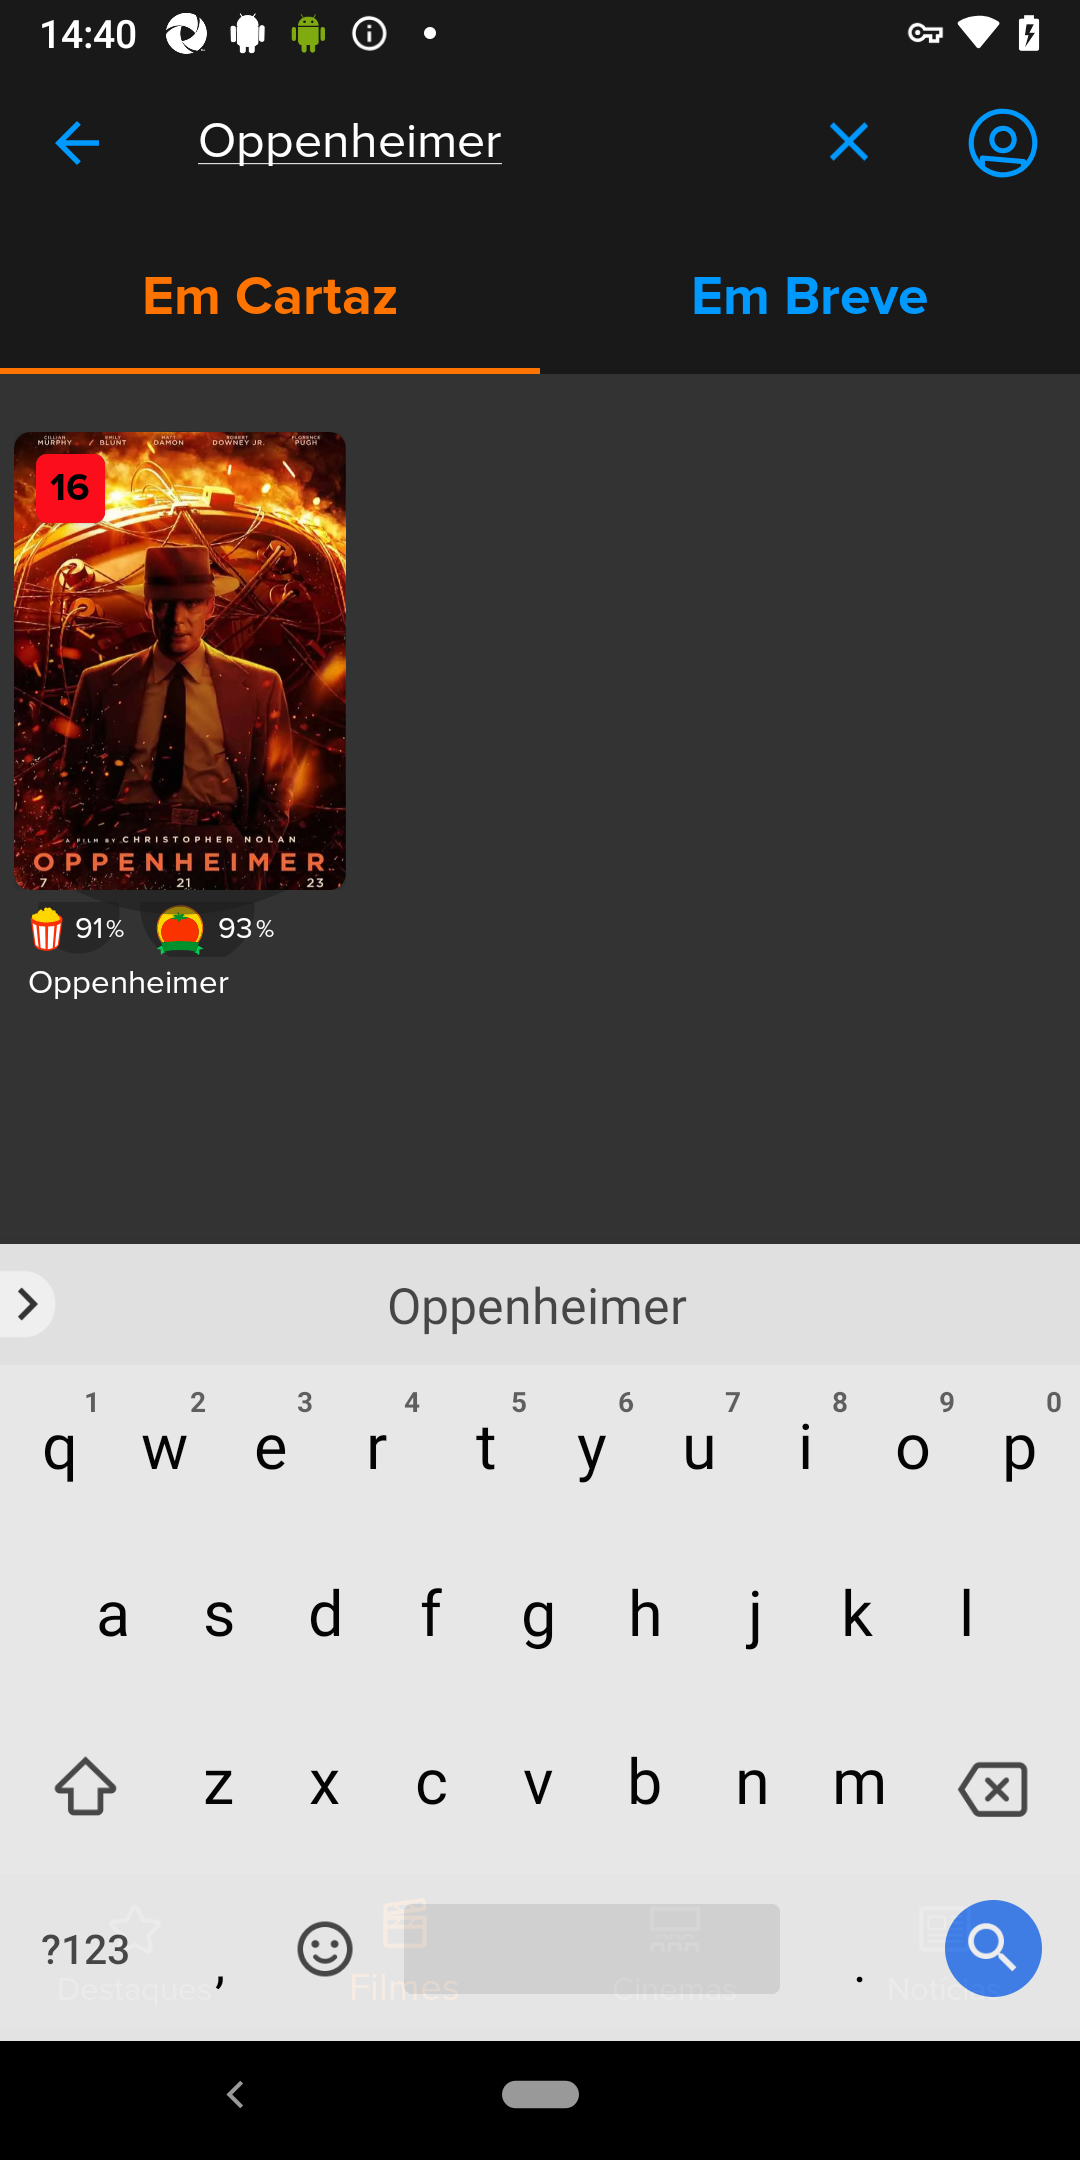 14:40
Oppenheimer
Em Cartaz
Em Breve
CILLIAN MURPHY / EMILY BLUNT MATT DAMON ROBERT DOWNEY JR. FLORENCE PUGH
16
A FILM BY CHRISTOPHER NOLAN
OPPENHEIMER
7 21 23
91%
93%
Oppenheimer
Oppenheimer
1 2 3 4 5 6 7 8 9 0
q w e r t y u i o p
a s d f g h j k l
z x c v b n m
?123 , .
Destaques Filmes Cinemas Notícias